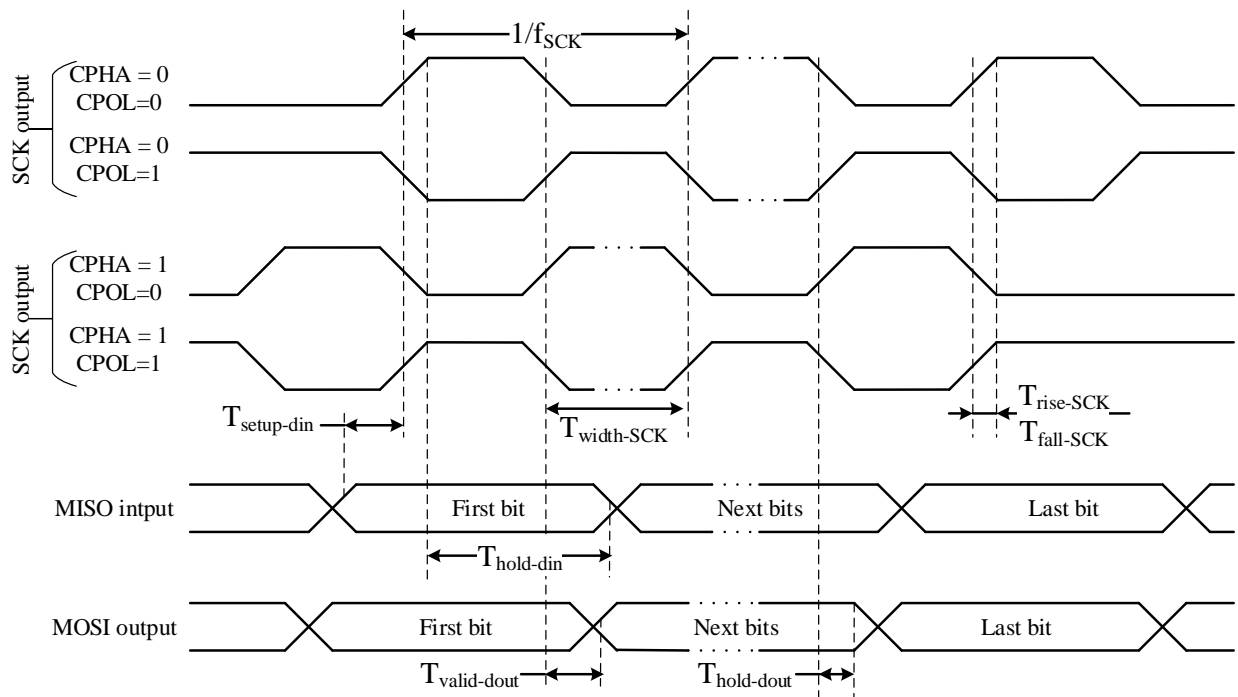 1/fSCK
SCK output
CPHA = 0
CPOL=0
CPHA = 0
CPOL=1
SCK output
CPHA = 1
CPOL=0
CPHA = 1
CPOL=1
Tsetup-din
Twidth-SCK
Trise-SCK
Tfall-SCK
MISO intput
First bit
Next bits
Last bit
Thold-din
MOSI output
First bit
Next bits
Last bit
Tvalid-dout
Thold-dout